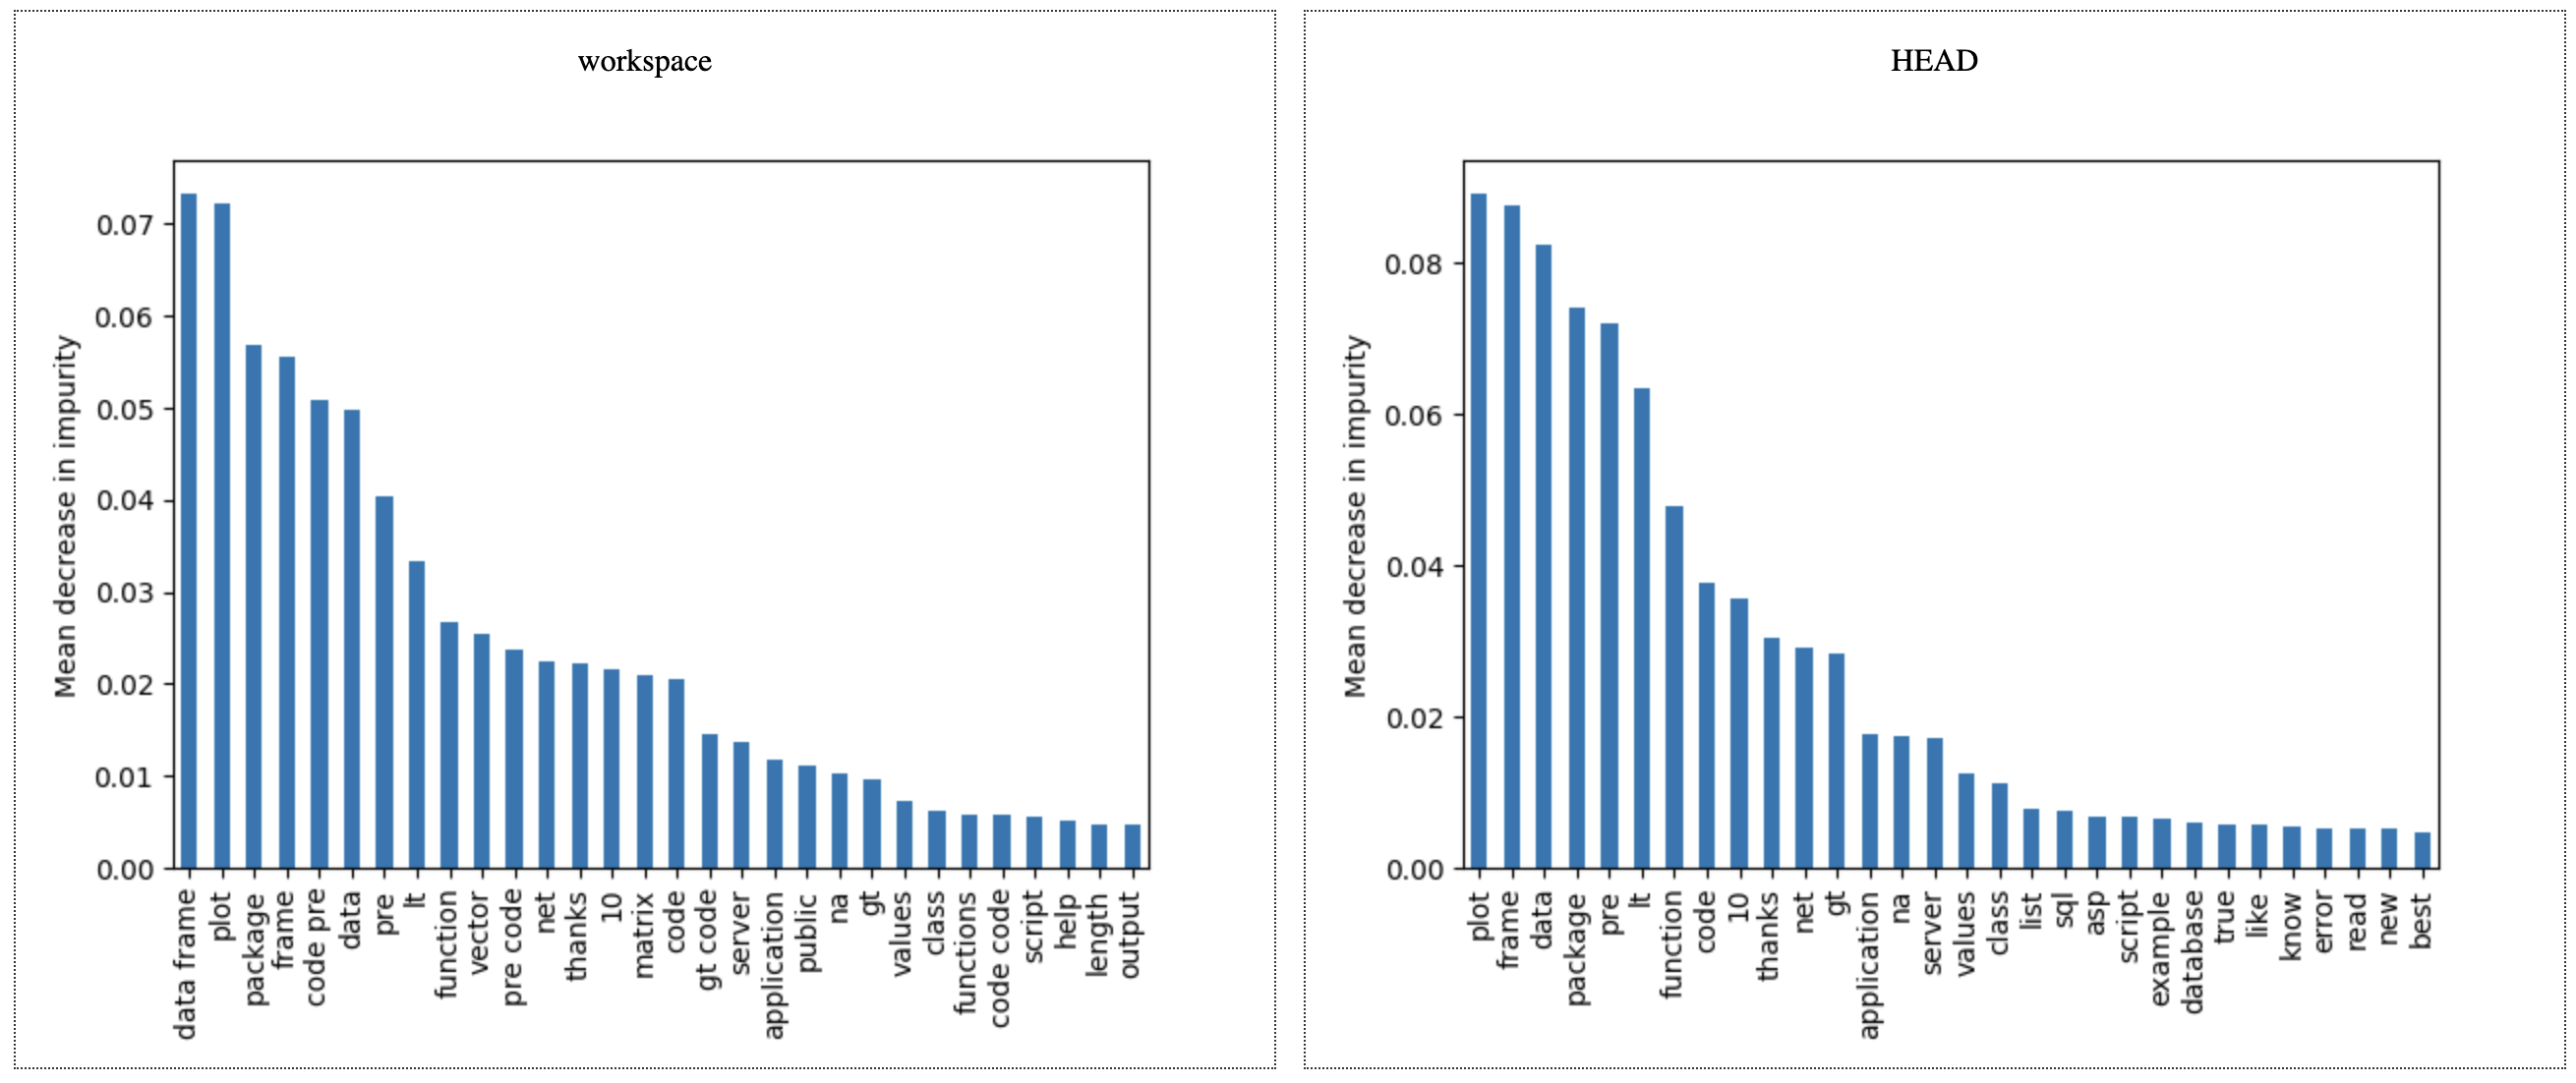 workspace
Mean decrease in impurity
0.07
0.06
0.05
0.04
0.03
0.02
0.01
0.00
data frame
plot
package
frame
code pre
data
pre
lt
function
vector
pre code
net
thanks
10
matrix
code
gt code
server
application
public
na
gt
values
class
functions
code code
script
help
length
output
HEAD
Mean decrease in impurity
0.08
0.06
0.04
0.02
0.00
plot
frame
data
package
pre
lt
function
code
10
thanks
net
gt
application
na
server
values
class
list
sql
asp
script
example
database
true
like
know
error
read
new
best